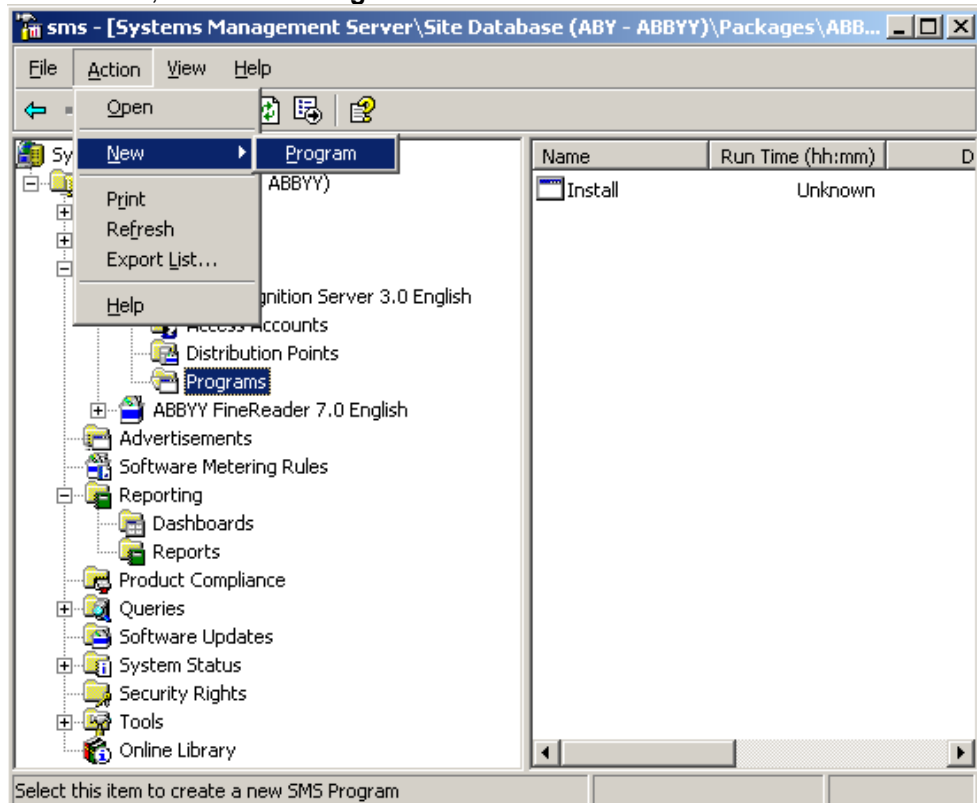 sms - [Systems Management Server\Site Database (ABY - ABBYY)\Packages\ABB...
File Action View Help
Open
New
Program
Print
Refresh
Export List...
Help
Sy
ABBYY)
gnition Server 3.0 English
Access Accounts
Distribution Points
Programs
ABBYY FineReader 7.0 English
Advertisements
Software Metering Rules
Reporting
Dashboards
Reports
Product Compliance
Queries
Software Updates
System Status
Security Rights
Tools
Online Library
Name Run Time (hh:mm) D
Install Unknown
Select this item to create a new SMS Program